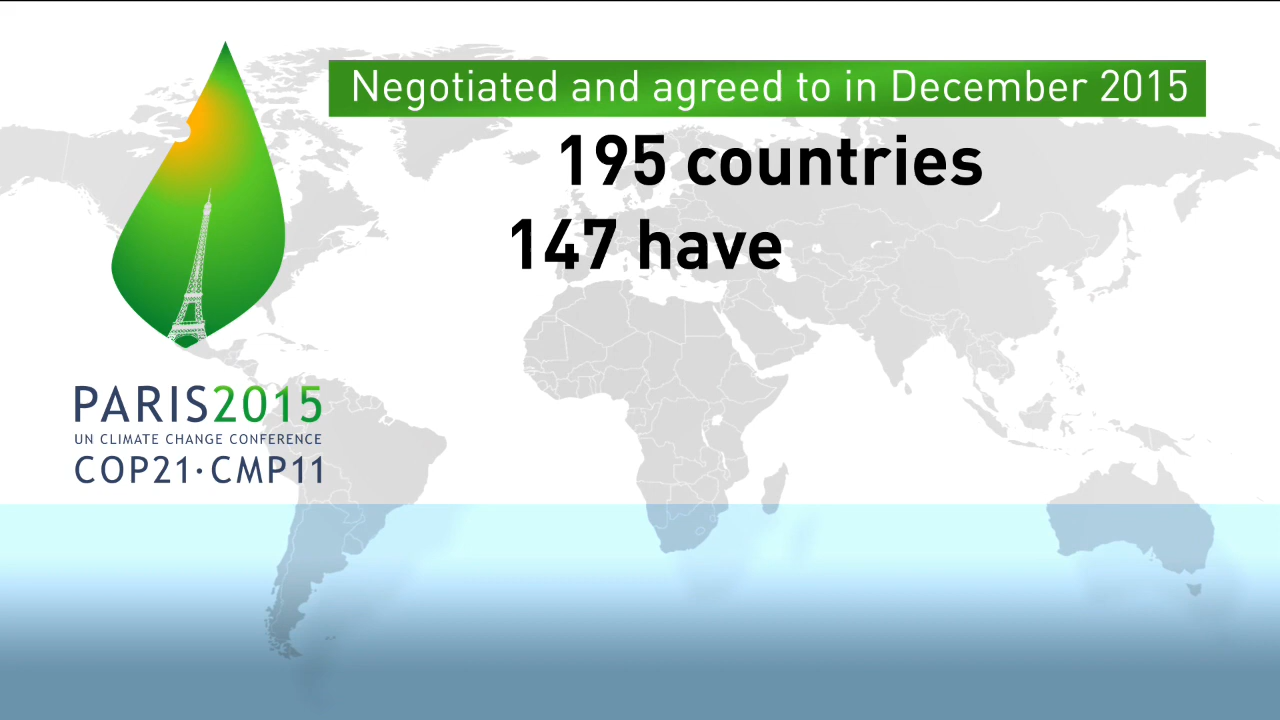 Negotiated and agreed to in December 2015
195 countries
147 have
PARIS2015
UN CLIMATE CHANGE CONFERENCE
COP21·CMP11